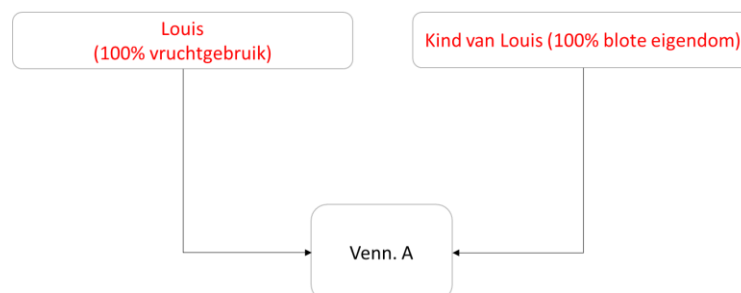 Louis
(100% vruchtgebruik)
Kind van Louis (100% blote eigendom)
Venn. A